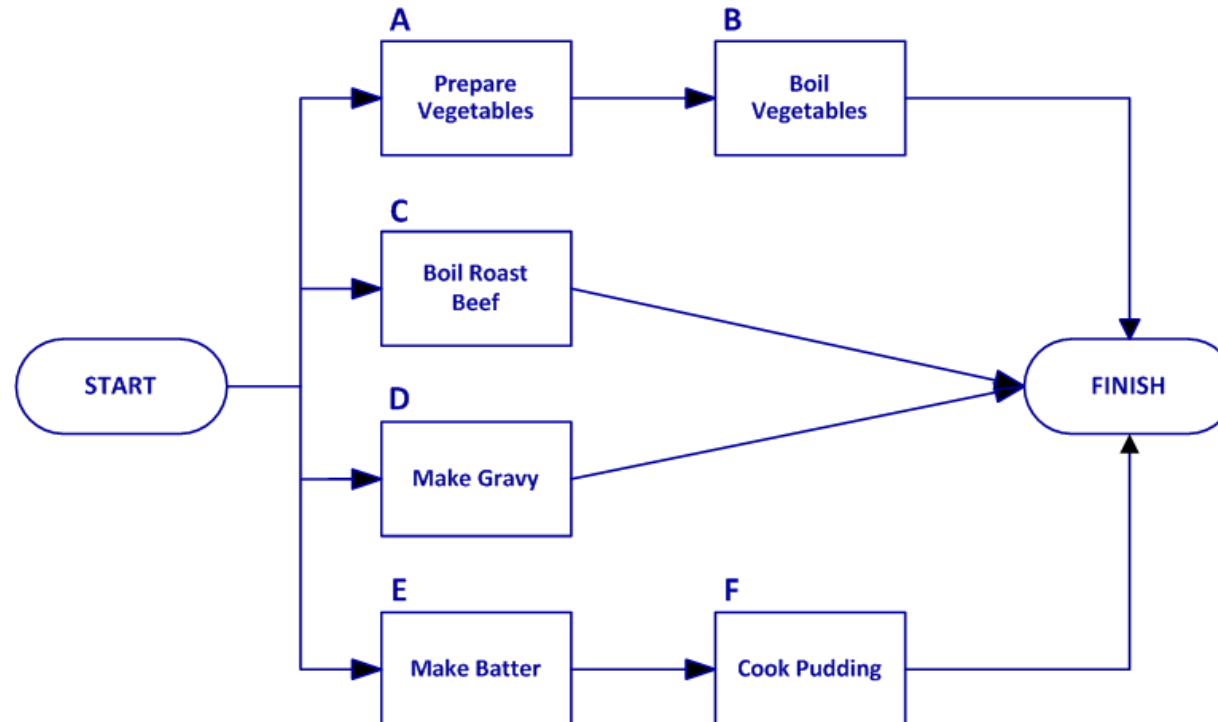 A
B
Prepare
Vegetables
Boil
Vegetables
C
Boil Roast
Beef
START
FINISH
D
Make Gravy
E
F
Make Batter
Cook Pudding